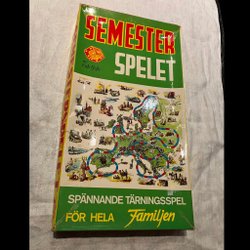 SEMESTER
SPELET
SPÄNNANDE TÄRNINGSSPEL
FÖR HELA Familjen